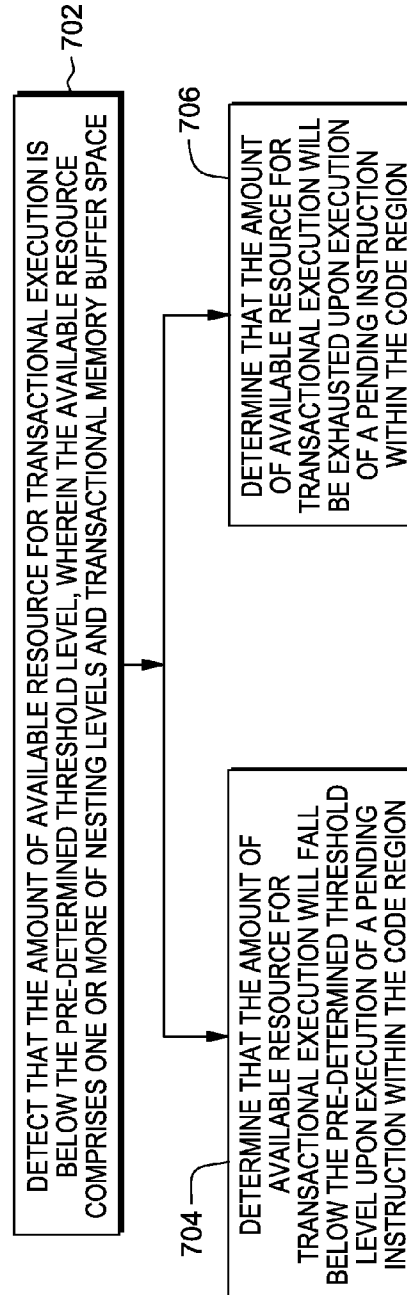 702
DETECT THAT THE AMOUNT OF AVAILABLE RESOURCE FOR TRANSACTIONAL EXECUTION IS
BELOW THE PRE-DETERMINED THRESHOLD LEVEL, WHEREIN THE AVAILABLE RESOURCE
COMPRISES ONE OR MORE OF NESTING LEVELS AND TRANSACTIONAL MEMORY BUFFER SPACE
704
DETERMINE THAT THE AMOUNT OF
AVAILABLE RESOURCE FOR
TRANSACTIONAL EXECUTION WILL FALL
BELOW THE PRE-DETERMINED THRESHOLD
LEVEL UPON EXECUTION OF A PENDING
INSTRUCTION WITHIN THE CODE REGION
706
DETERMINE THAT THE AMOUNT
OF AVAILABLE RESOURCE FOR
TRANSACTIONAL EXECUTION WILL
BE EXHAUSTED UPON EXECUTION
OF A PENDING INSTRUCTION
WITHIN THE CODE REGION